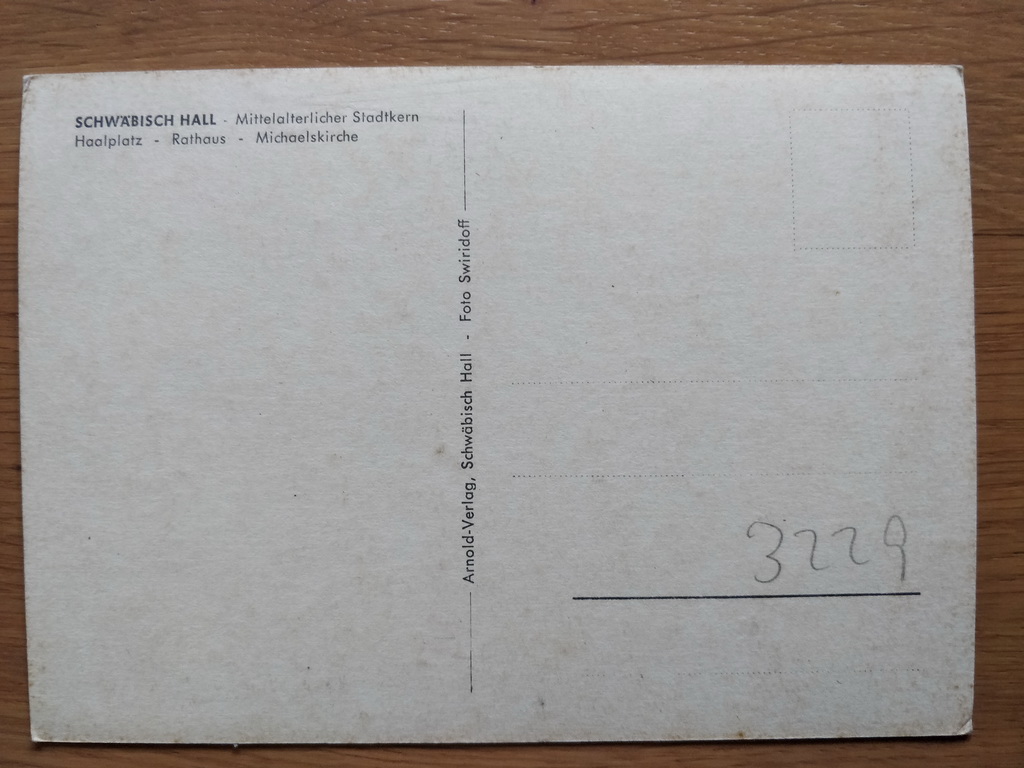 SCHWÄBISCH HALL - Mittelalterlicher Stadtkern
Haalplatz - Rathaus - Michaelskirche
Arnold-Verlag, Schwäbisch Hall - Foto Swiridoff
3229